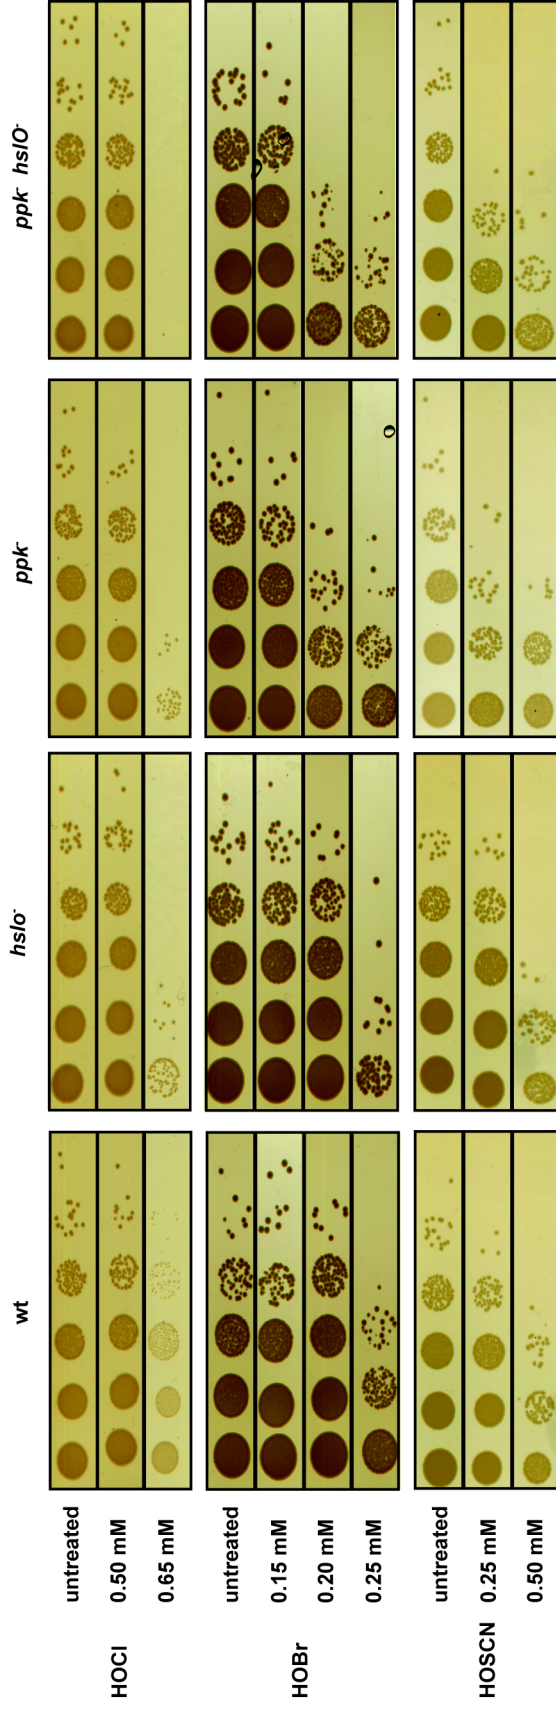 wt hslo⁻ ppk⁻ ppk⁻ hslO⁻
untreated
HOCl 0.50 mM
0.65 mM
untreated
0.15 mM
HOBr
0.20 mM
0.25 mM
untreated
HOSCN 0.25 mM
0.50 mM